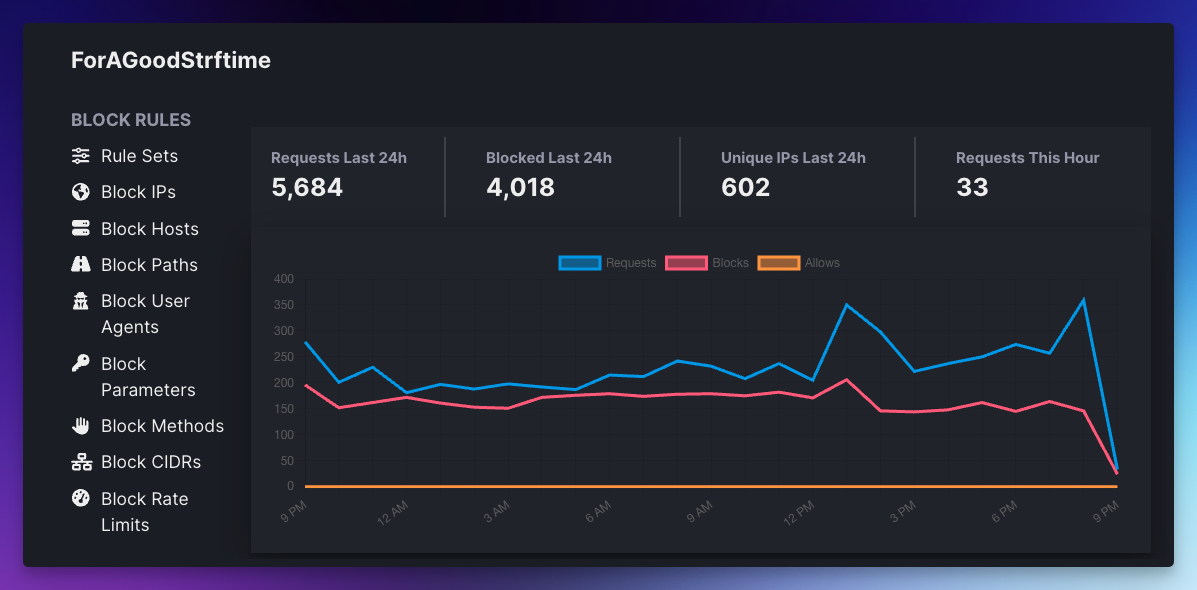 ForAGoodStrftime
BLOCK RULES
Rule Sets
Block IPs
Block Hosts
Block Paths
Block User
Agents
Block
Parameters
Block Methods
Block CIDRs
Block Rate
Limits
Requests Last 24h
5,684
Blocked Last 24h
4,018
Unique IPs Last 24h
602
Requests This Hour
33
Requests Blocks Allows
400
350
300
250
200
150
100
50
0
9 PM 12 AM 3 AM 6 AM 9 AM 12 PM 3 PM 6 PM 9 PM